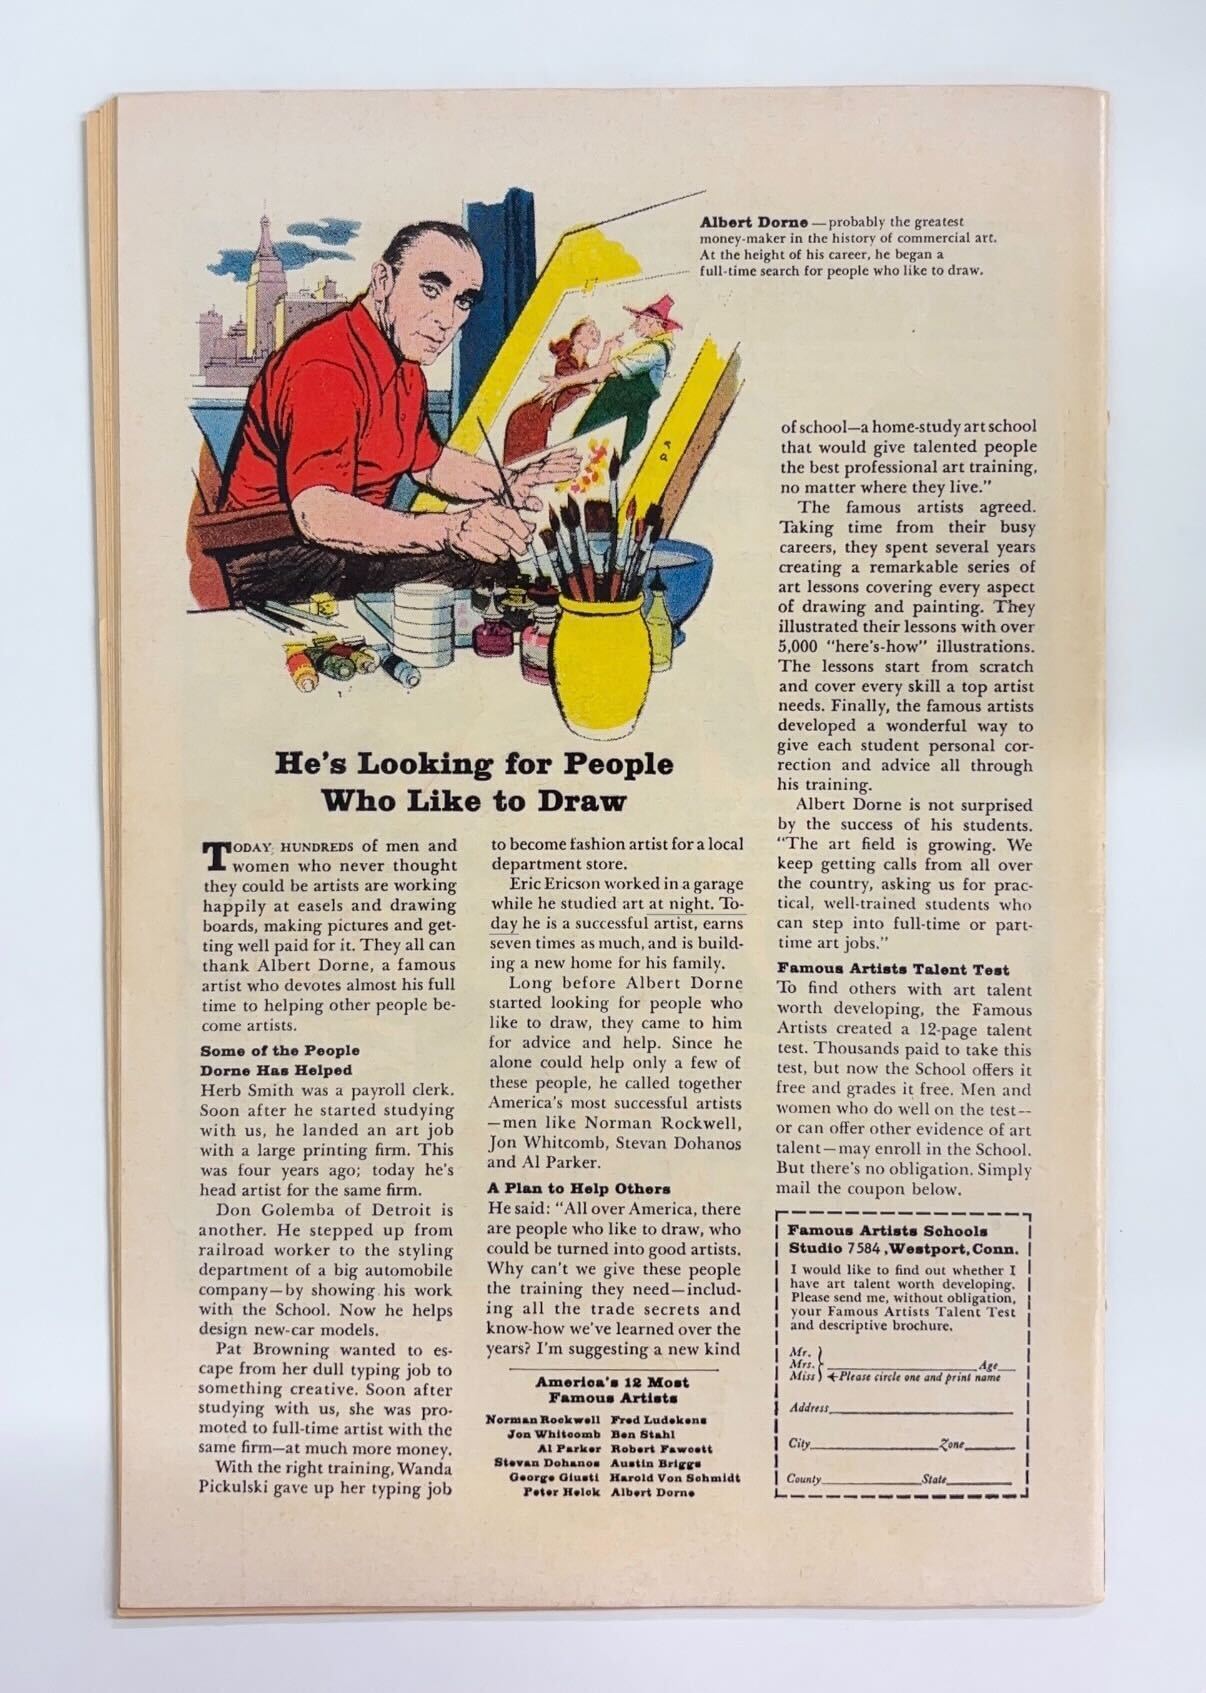 Albert Dorne — probably the greatest
money-maker in the history of commercial art.
At the height of his career, he began a
full-time search for people who like to draw.
He's Looking for People
Who Like to Draw
TODAY, HUNDREDS of men and
women who never thought
they could be artists are working
happily at easels and drawing
boards, making pictures and get-
ting well paid for it. They all can
thank Albert Dorne, a famous
artist who devotes almost his full
time to helping other people be-
come artists.
Some of the People
Dorne Has Helped
Herb Smith was a payroll clerk.
Soon after he started studying
with us, he landed an art job
with a large printing firm. This
was four years ago; today he's
head artist for the same firm.
Don Golemba of Detroit is
another. He stepped up from
railroad worker to the styling
department of a big automobile
company—by showing his work
with the School. Now he helps
design new-car models.
Pat Browning wanted to es-
cape from her dull typing job to
something creative. Soon after
studying with us, she was pro-
moted to full-time artist with the
same firm—at much more money.
With the right training, Wanda
Pickulski gave up her typing job
to become fashion artist for a local
department store.
Eric Ericson worked in a garage
while he studied art at night. To-
day he is a successful artist, earns
seven times as much, and is build-
ing a new home for his family.
Long before Albert Dorne
started looking for people who
like to draw, they came to him
for advice and help. Since he
alone could help only a few of
these people, he called together
America's most successful artists
—men like Norman Rockwell,
Jon Whitcomb, Stevan Dohanos
and Al Parker.
A Plan to Help Others
He said: "All over America, there
are people who like to draw, who
could be turned into good artists.
Why can't we give these people
the training they need—includ-
ing all the trade secrets and
know-how we've learned over the
years? I'm suggesting a new kind
America's 12 Most
Famous Artists
Norman Rockwell Fred Ludekens
Jon Whitcomb Ben Stahl
Al Parker Robert Fawcett
Stevan Dohanos Austin Briggs
George Giusti Harold Von Schmidt
Peter Helck Albert Dorne
of school—a home-study art school
that would give talented people
the best professional art training,
no matter where they live."
The famous artists agreed.
Taking time from their busy
careers, they spent several years
creating a remarkable series of
art lessons covering every aspect
of drawing and painting. They
illustrated their lessons with over
5,000 "here's-how" illustrations.
The lessons start from scratch
and cover every skill a top artist
needs. Finally, the famous artists
developed a wonderful way to
give each student personal cor-
rection and advice all through
his training.
Albert Dorne is not surprised
by the success of his students.
"The art field is growing. We
keep getting calls from all over
the country, asking us for prac-
tical, well-trained students who
can step into full-time or part-
time art jobs."
Famous Artists Talent Test
To find others with art talent
worth developing, the Famous
Artists created a 12-page talent
test. Thousands paid to take this
test, but now the School offers it
free and grades it free. Men and
women who do well on the test—
or can offer other evidence of art
talent—may enroll in the School.
But there's no obligation. Simply
mail the coupon below.
Famous Artists Schools
Studio 7584, Westport, Conn.
I would like to find out whether I
have art talent worth developing.
Please send me, without obligation,
your Famous Artists Talent Test
and descriptive brochure.
Mr.
Mrs. Age
Miss Please circle one and print name
Address
City Zone
County State